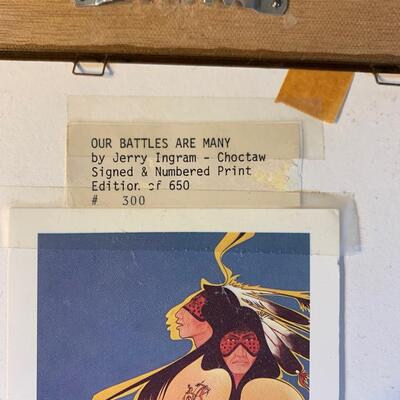 OUR BATTLES ARE MANY
by Jerry Ingram - Choctaw
Signed & Numbered Print
Edition of 650
# 300